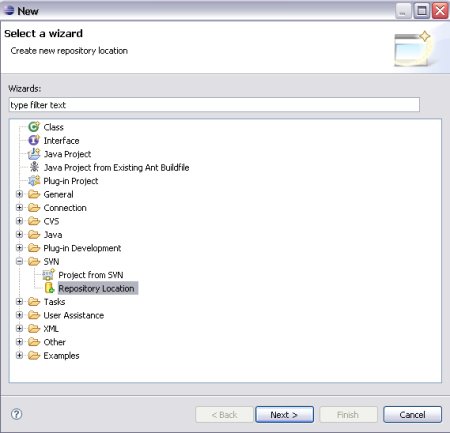 New
Select a wizard
Create new repository location
Wizards:
type filter text
Class
Interface
Java Project
Java Project from Existing Ant Buildfile
Plug-in Project
General
Connection
CVS
Java
Plug-in Development
SVN
Project from SVN
Repository Location
Tasks
User Assistance
XML
Other
Examples
< Back Next > Finish Cancel